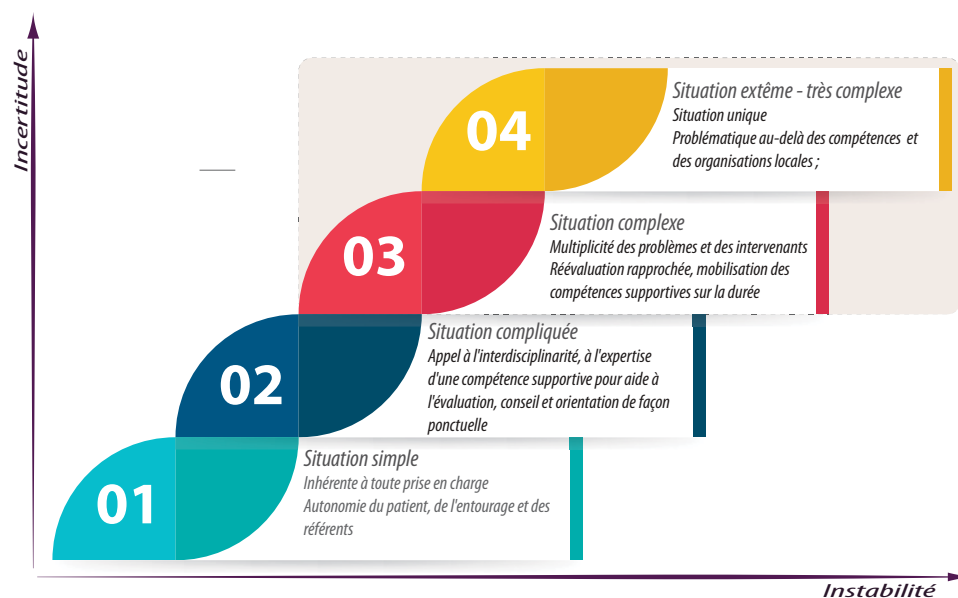 Incertitude
04
Situation extême - très complexe
Situation unique
Problématique au-delà des compétences et
des organisations locales ;
03
Situation complexe
Multiplicité des problèmes et des intervenants
Réévaluation rapprochée, mobilisation des
compétences supportives sur la durée
02
Situation compliquée
Appel à l'interdisciplinarité, à l'expertise
d'une compétence supportive pour aide à
l'évaluation, conseil et orientation de façon
ponctuelle
01
Situation simple
Inhérente à toute prise en charge
Autonomie du patient, de l'entourage et des
référents
Instabilité